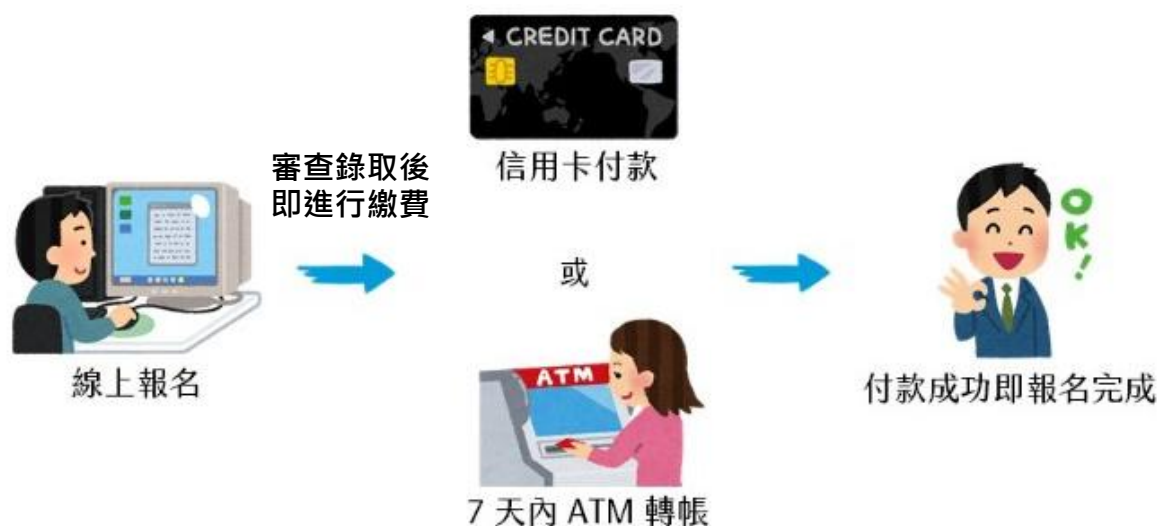 CREDIT CARD
信用卡付款
審查錄取後
即進行繳費
線上報名
或
ATM
7 天內 ATM 轉帳
OK!
付款成功即報名完成